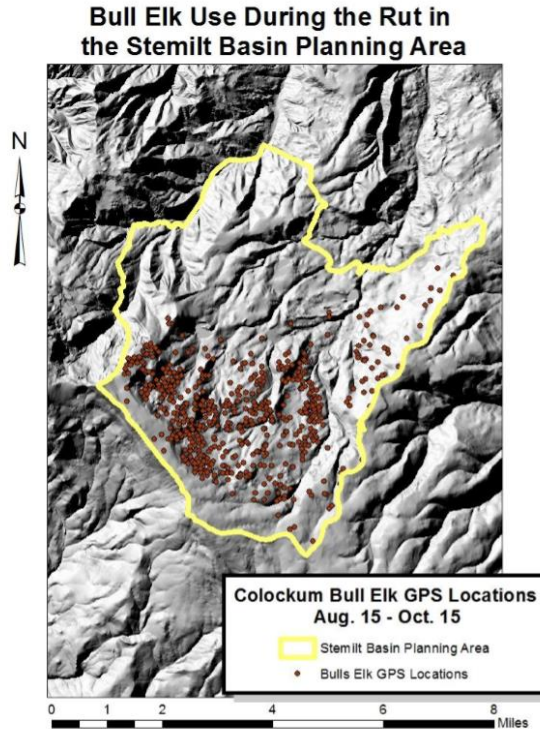 Bull Elk Use During the Rut in
the Stemilt Basin Planning Area
N
Colockum Bull Elk GPS Locations
Aug. 15 - Oct. 15
Stemilt Basin Planning Area
Bulls Elk GPS Locations
0 2 4 6 8
Miles